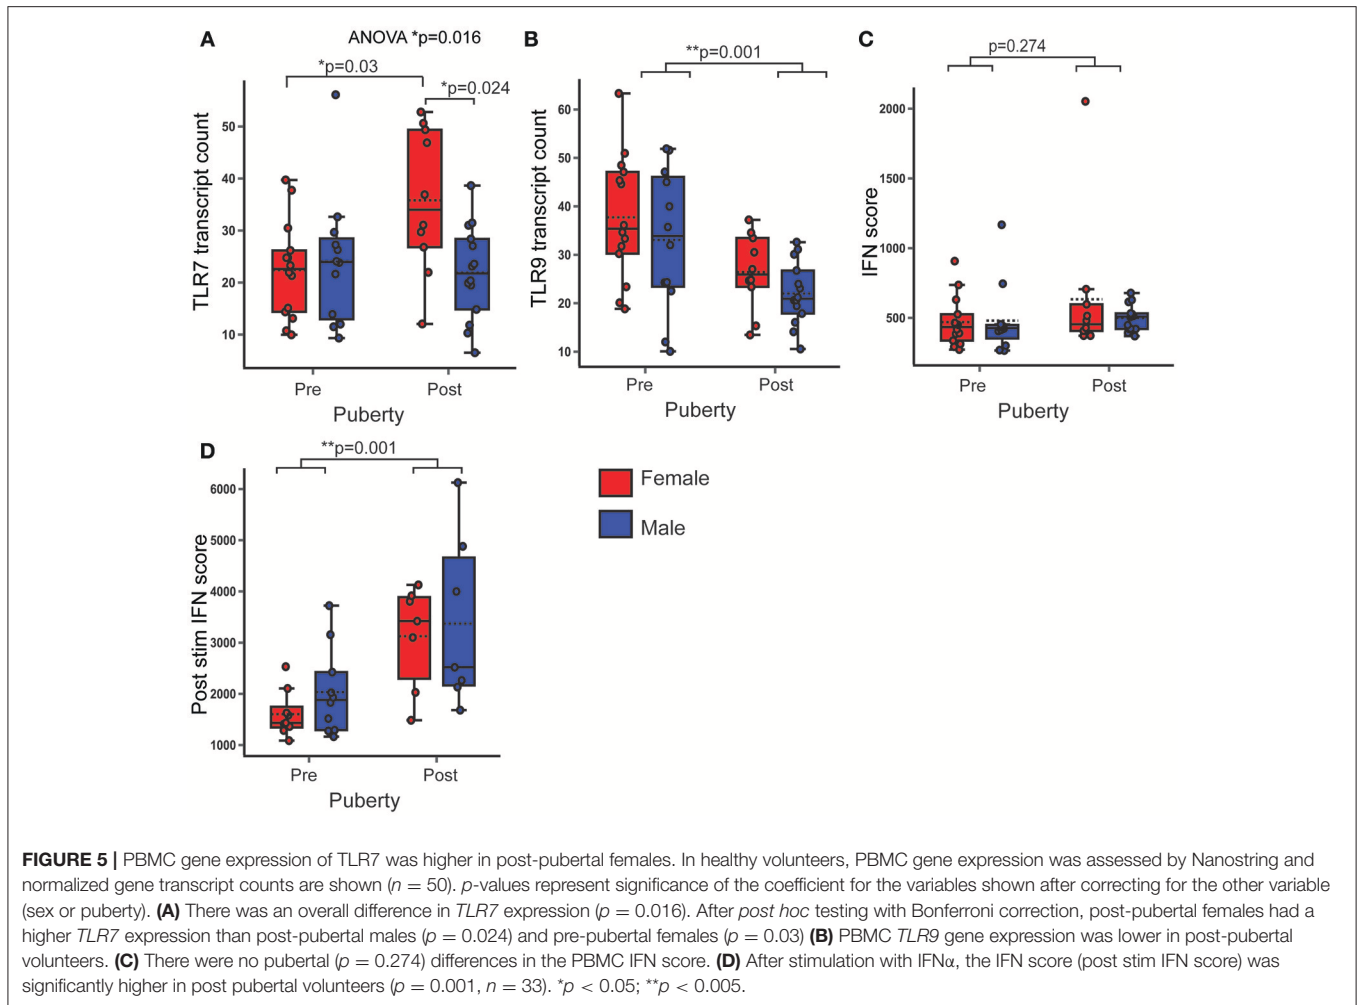 A
ANOVA *p=0.016
*p=0.03
*p=0.024
TLR7 transcript count
50
40
30
20
10
Pre
Post
Puberty
B
**p=0.001
TLR9 transcript count
60
50
40
30
20
10
Pre
Post
Puberty
C
p=0.274
IFN score
2000
1500
1000
500
Pre
Post
Puberty
D
**p=0.001
Post stim IFN score
6000
5000
4000
3000
2000
1000
Pre
Post
Puberty
Female
Male
FIGURE 5 | PBMC gene expression of TLR7 was higher in post-pubertal females. In healthy volunteers, PBMC gene expression was assessed by Nanostring and
normalized gene transcript counts are shown (n = 50). p-values represent significance of the coefficient for the variables shown after correcting for the other variable
(sex or puberty). (A) There was an overall difference in TLR7 expression (p = 0.016). After post hoc testing with Bonferroni correction, post-pubertal females had a
higher TLR7 expression than post-pubertal males (p = 0.024) and pre-pubertal females (p = 0.03) (B) PBMC TLR9 gene expression was lower in post-pubertal
volunteers. (C) There were no pubertal (p = 0.274) differences in the PBMC IFN score. (D) After stimulation with IFNα, the IFN score (post stim IFN score) was
significantly higher in post pubertal volunteers (p = 0.001, n = 33). *p < 0.05; **p < 0.005.